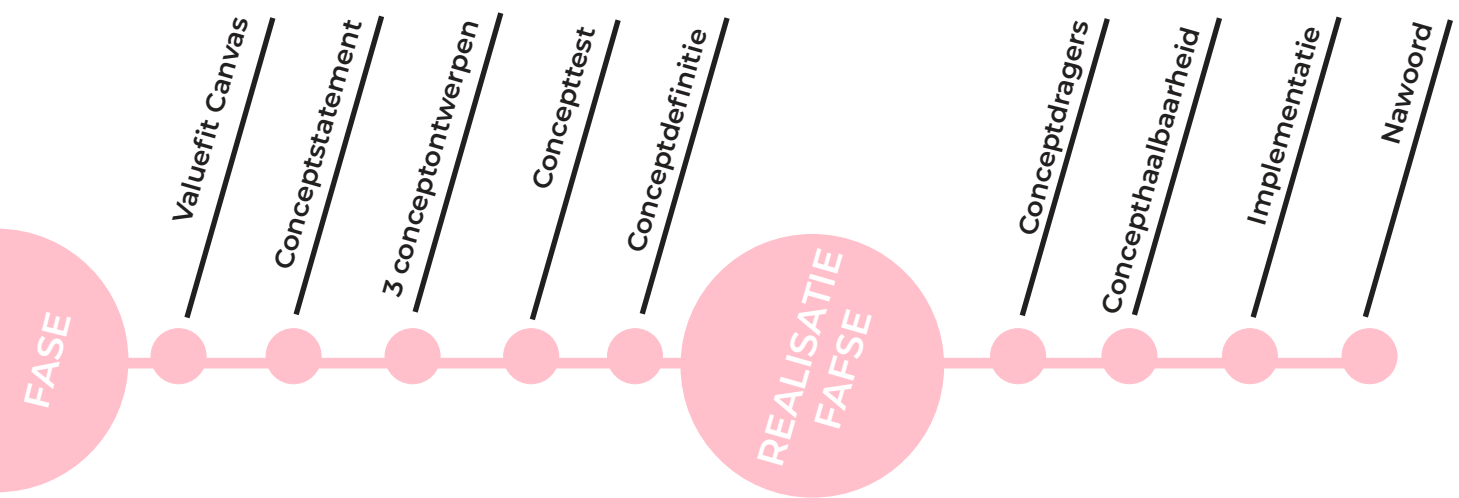 FASE
Valuefit Canvas
Conceptstatement
3 conceptontwerpen
Concepttest
Conceptdefinitie
REALISATIE
FAFSE
Conceptdragers
Concepthaalbaarheid
Implementatie
Nawoord